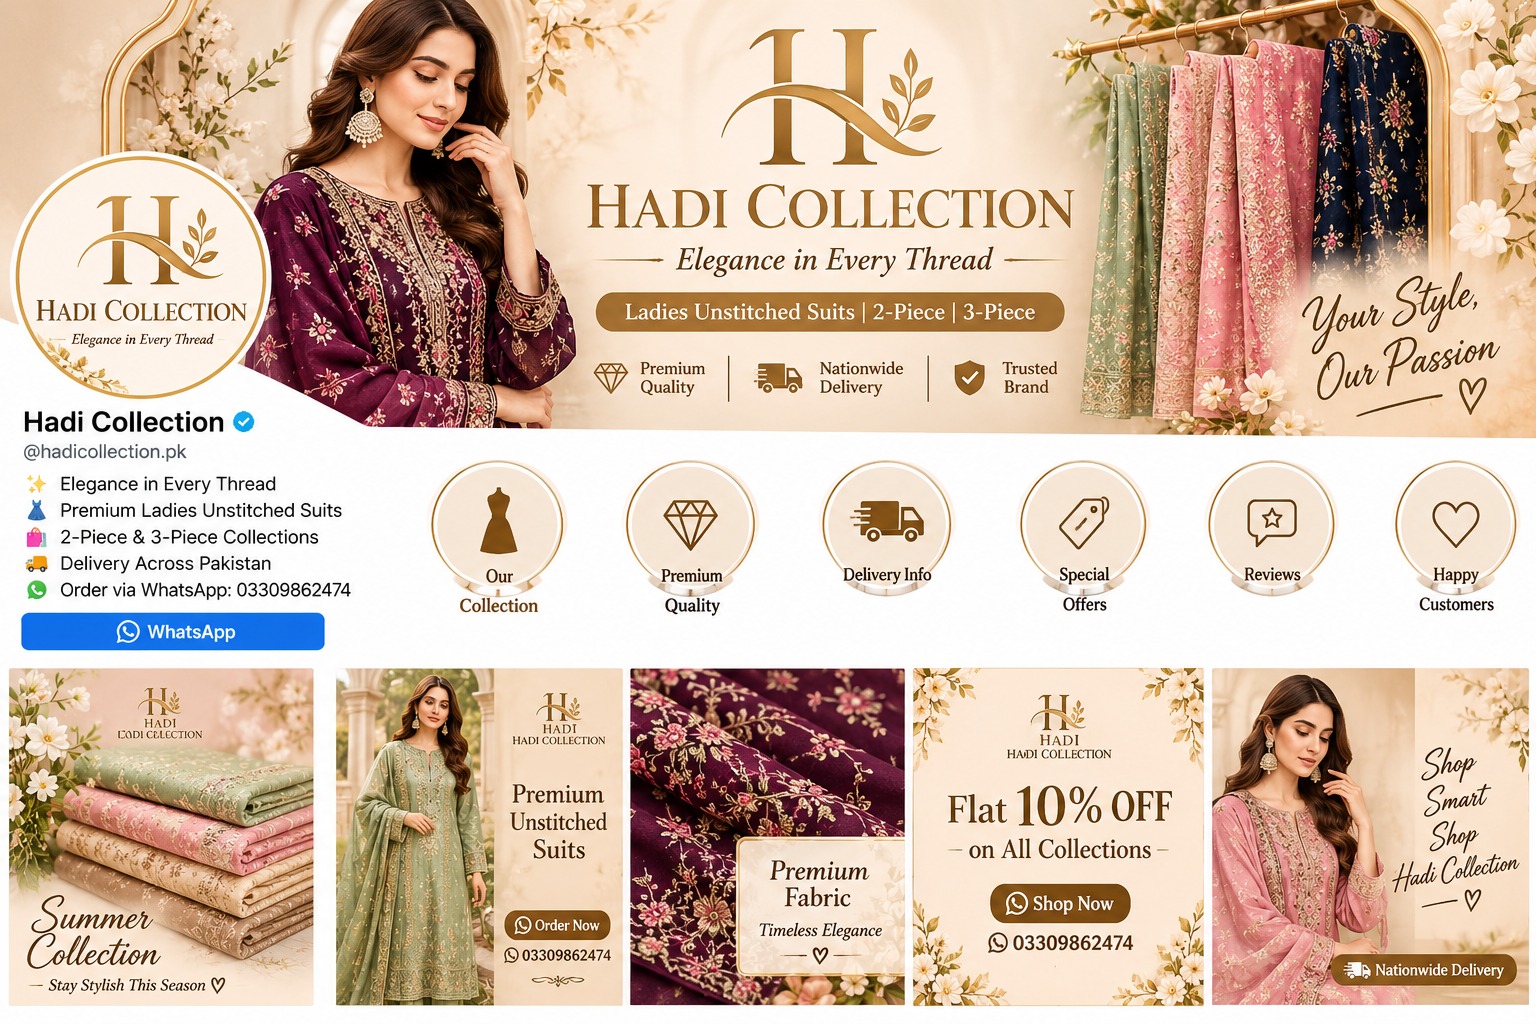 H
HADI COLLECTION
Elegance in Every Thread
Ladies Unstitched Suits | 2-Piece | 3-Piece
Premium
Quality
Nationwide
Delivery
Trusted
Brand
Your Style,
Our Passion
H
HADI COLLECTION
Elegance in Every Thread
Hadi Collection
@hadicollection.pk
Elegance in Every Thread
Premium Ladies Unstitched Suits
2-Piece & 3-Piece Collections
Delivery Across Pakistan
Order via WhatsApp: 03309862474
WhatsApp
Our
Collection
Premium
Quality
Delivery Info
Special
Offers
Reviews
Happy
Customers
H
HADI
COLLECTION
Summer
Collection
Stay Stylish This Season
H
HADI
HADI COLLECTION
Premium
Unstitched
Suits
Order Now
03309862474
Premium
Fabric
Timeless Elegance
H
HADI
HADI COLLECTION
Flat 10% OFF
on All Collections
Shop Now
03309862474
Shop
Smart
Shop
Hadi Collection
Nationwide Delivery